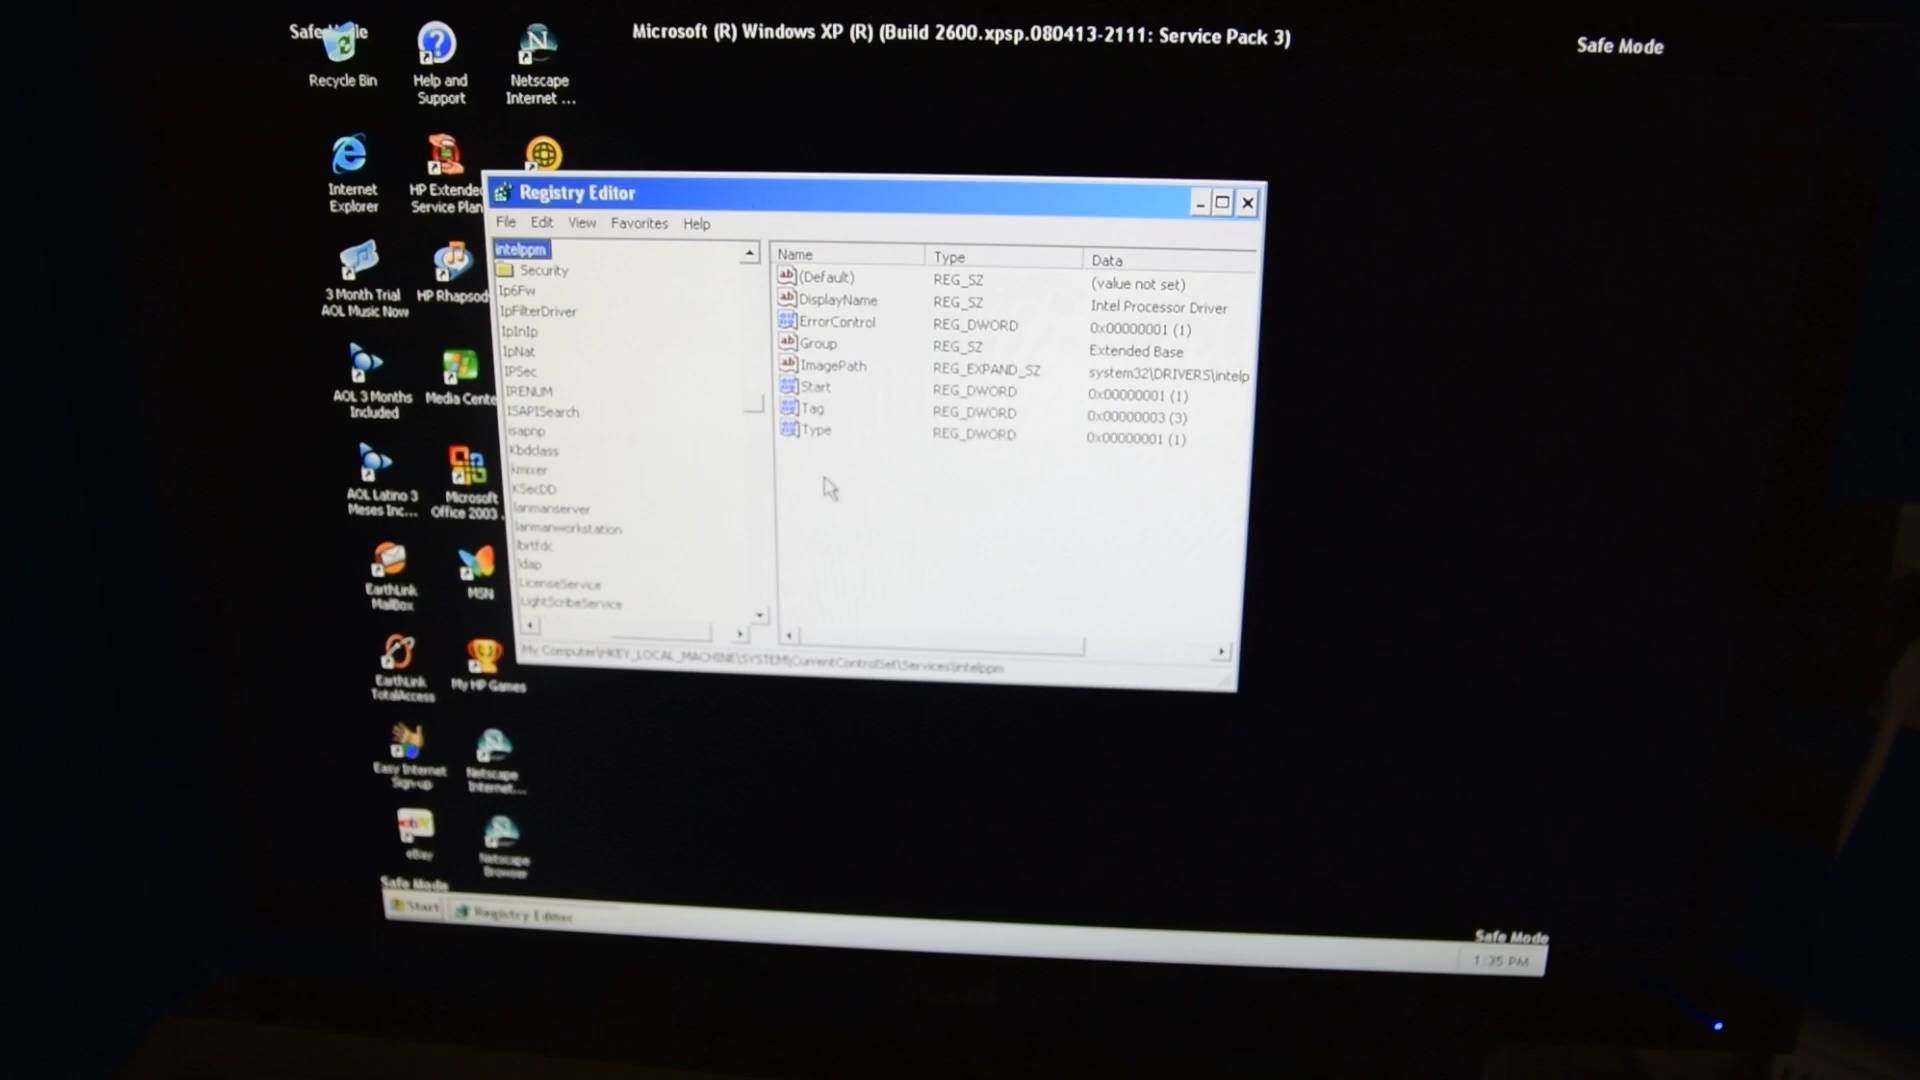 Microsoft (R) Windows XP (R) (Build 2600.xpsp.080413-2111: Service Pack 3)
Safe Mode
Recycle Bin
Help and
Support
Netscape
Internet ...
Internet
Explorer
HP Extended
Service Plan
3 Month Trial
AOL Music Now
HP Rhapsod
AOL 3 Months
Included
Media Cente
AOL Latino 3
Meses Inc...
Microsoft
Office 2003 .
EarthLink
MailBox
MSN
EarthLink
TotalAccess
My HP Games
Easy Internet
Sign-up
Netscape
Internet...
eBay
Netscape
Browser
Registry Editor
File Edit View Favorites Help
intelppm
Security
Ip6Fw
IpFilterDriver
IpInIp
IpNat
IPSec
IRENUM
ISAPISearch
isapnp
Kbdclass
kmixer
KSecDD
lanmanserver
lanmanworkstation
lbrtfdc
ldap
LicenseService
LightScribeService
Name Type Data
(Default) REG_SZ (value not set)
DisplayName REG_SZ Intel Processor Driver
ErrorControl REG_DWORD 0x00000001 (1)
Group REG_SZ Extended Base
ImagePath REG_EXPAND_SZ system32\DRIVERS\intelp
Start REG_DWORD 0x00000001 (1)
Tag REG_DWORD 0x00000003 (3)
Type REG_DWORD 0x00000001 (1)
My Computer\HKEY_LOCAL_MACHINE\SYSTEM\CurrentControlSet\Services\intelppm
Safe Mode
Start
Registry Editor
Safe Mode
1:35 PM